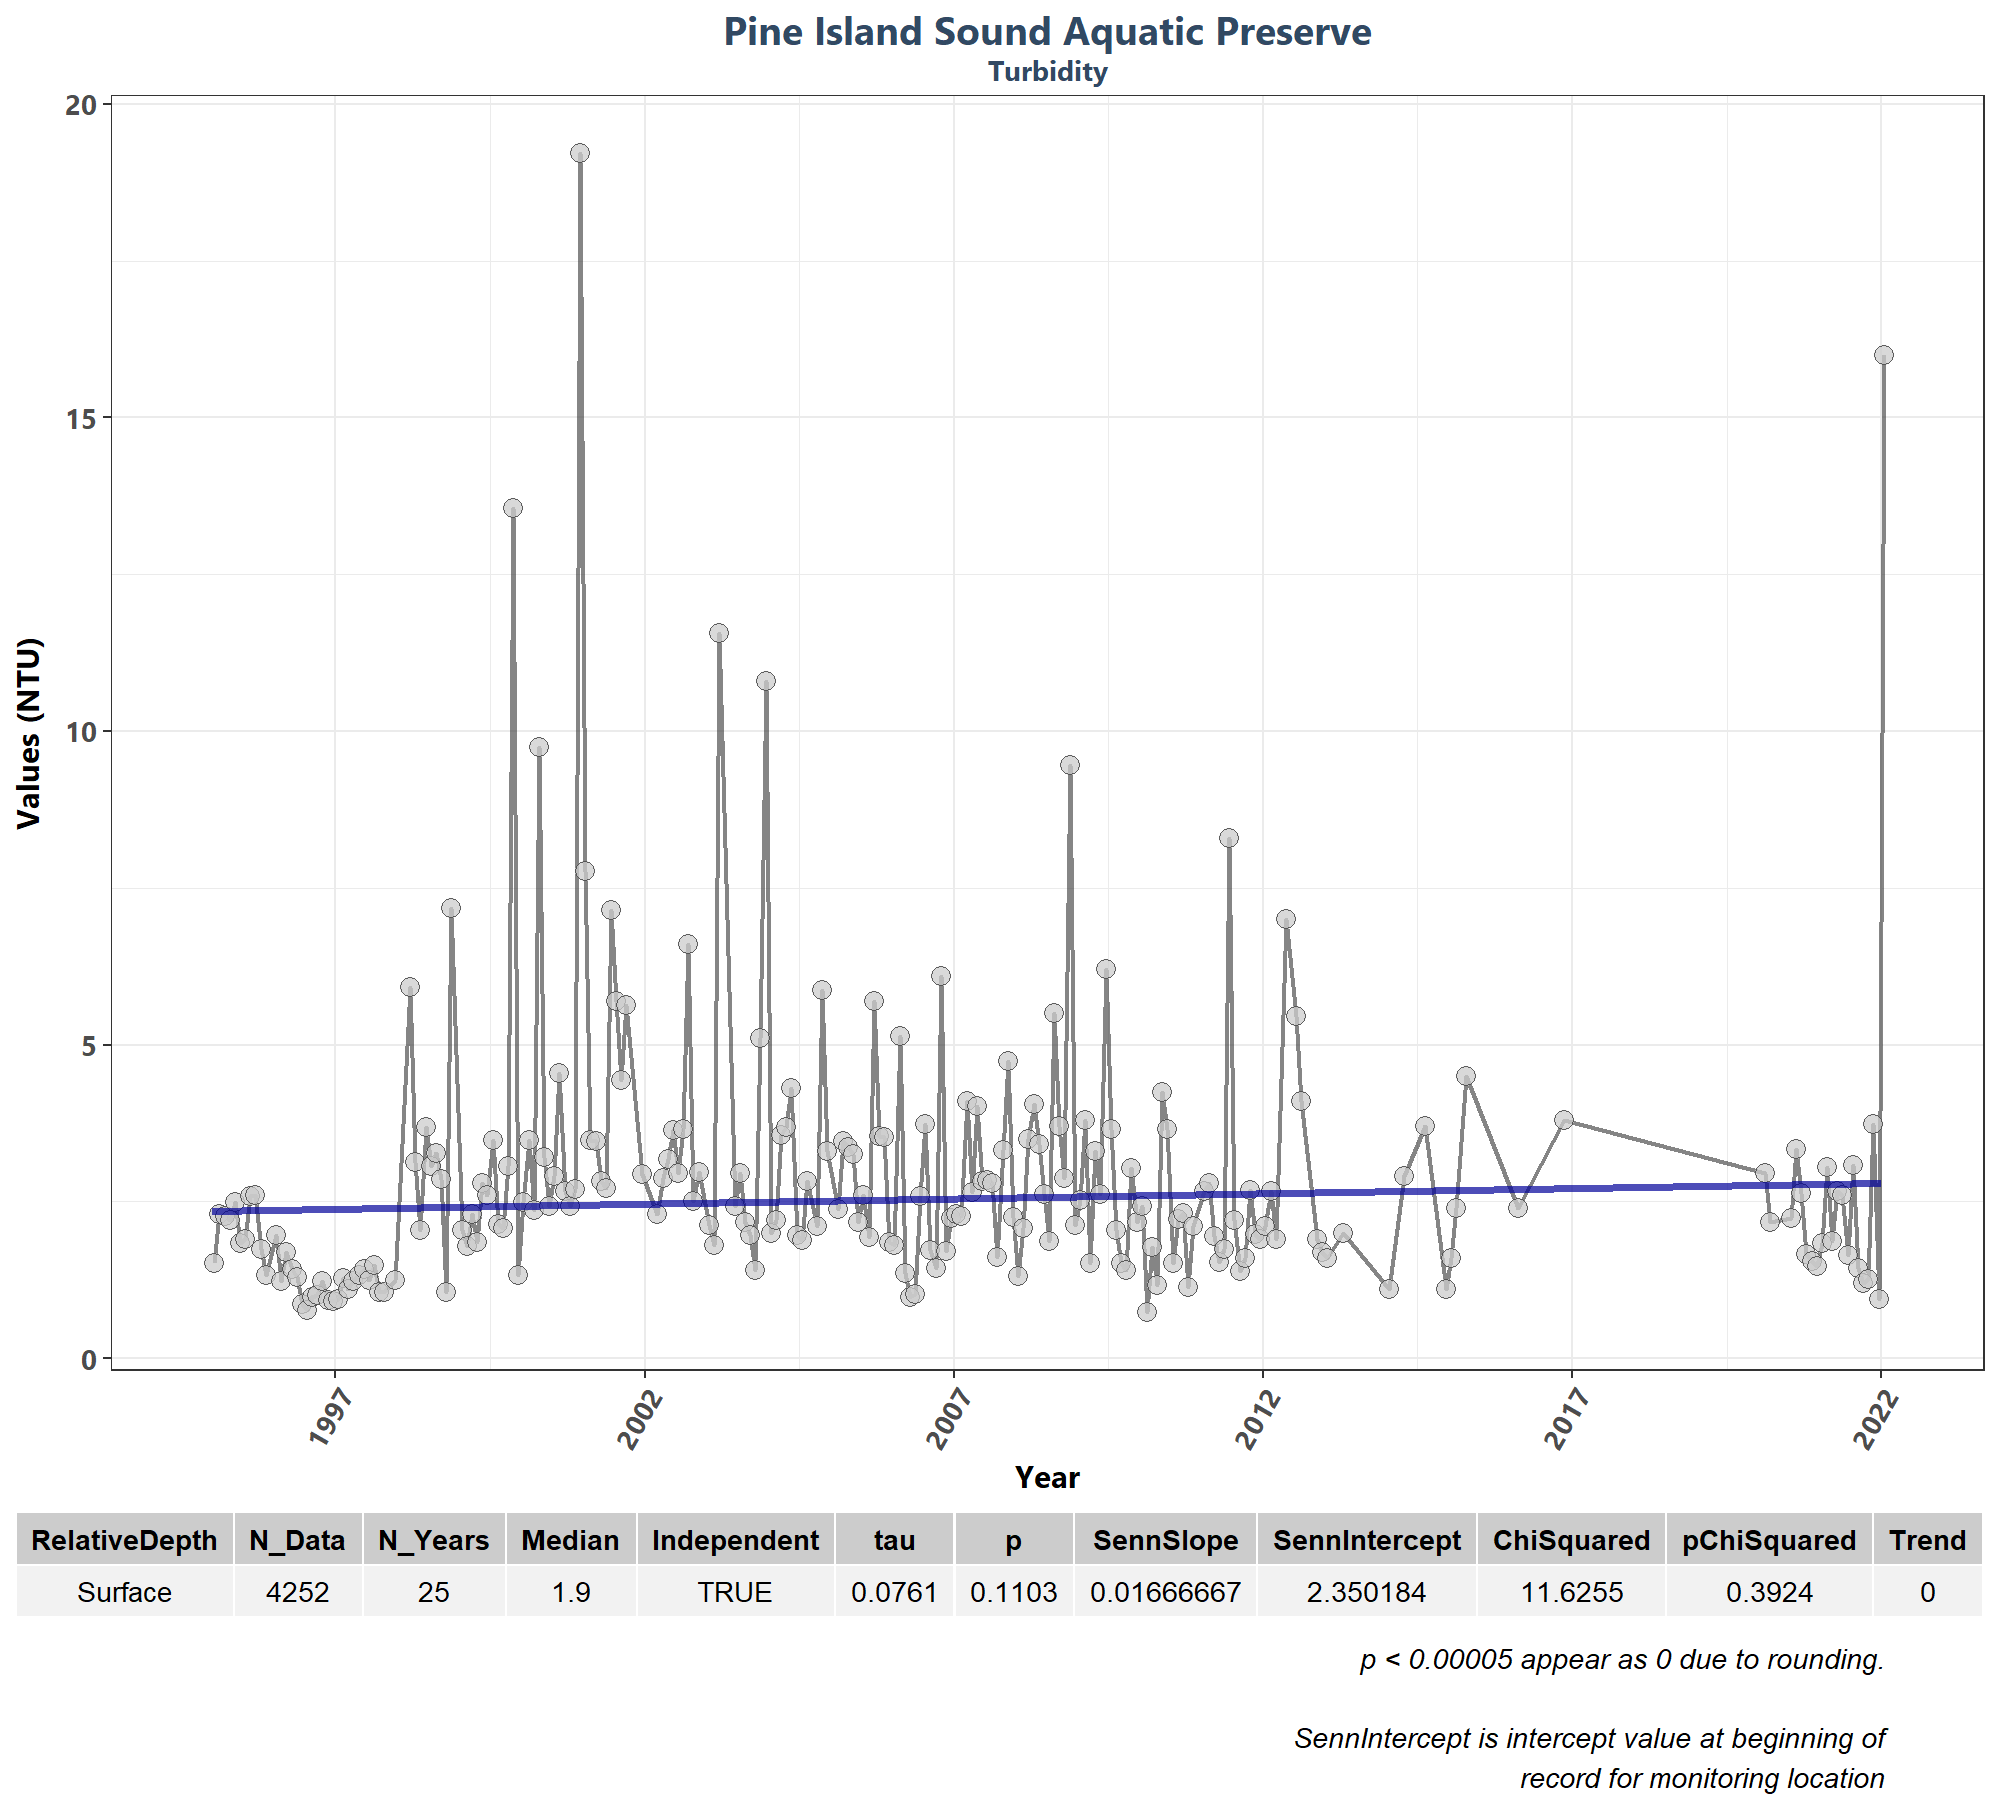 Pine Island Sound Aquatic Preserve
Turbidity
Values (NTU)
20
15
10
5
0
1997 2002 2007 2012 2017 2022
Year
RelativeDepth N_Data N_Years Median Independent tau p SennSlope SennIntercept ChiSquared pChiSquared Trend
Surface 4252 25 1.9 TRUE 0.0761 0.1103 0.01666667 2.350184 11.6255 0.3924 0
p < 0.00005 appear as 0 due to rounding.
SennIntercept is intercept value at beginning of
record for monitoring location